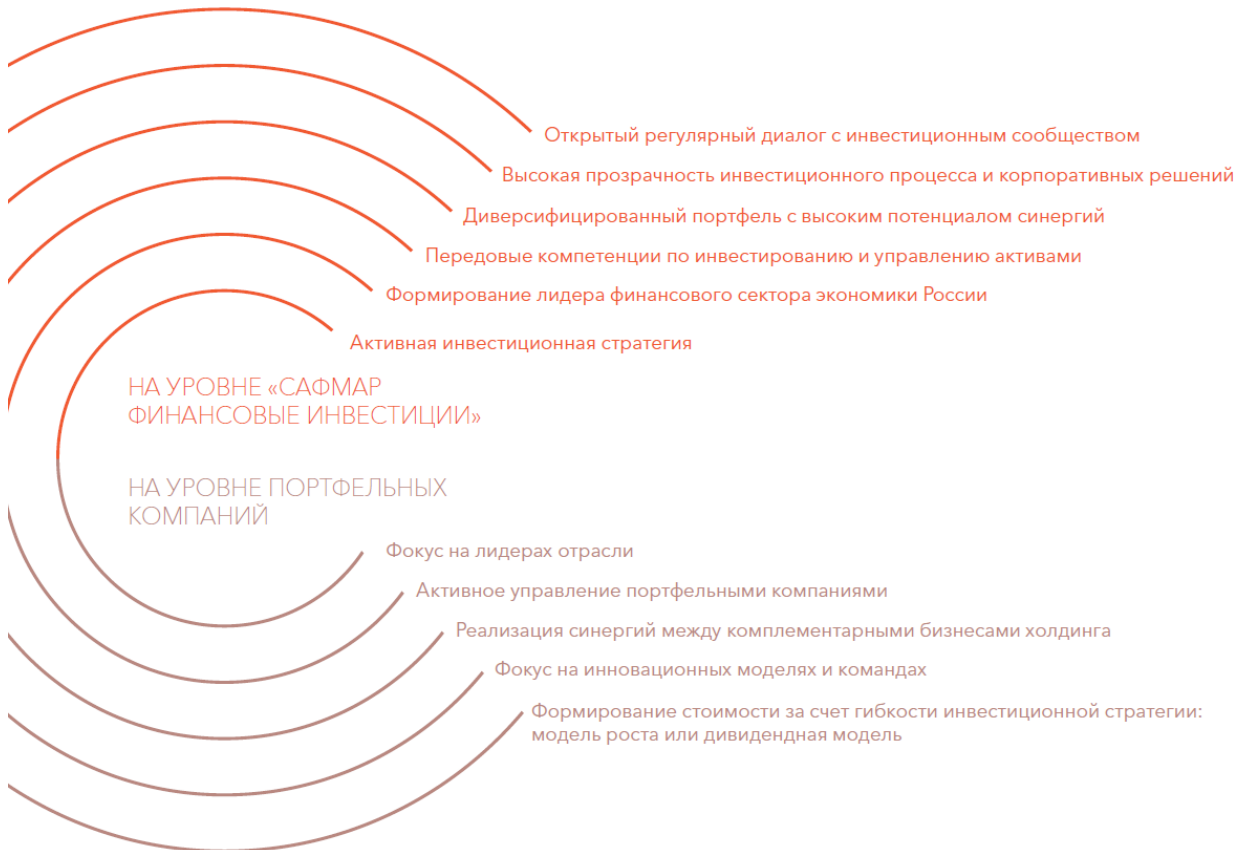 Открытый регулярный диалог с инвестиционным сообществом
Высокая прозрачность инвестиционного процесса и корпоративных решений
Диверсифицированный портфель с высоким потенциалом синергий
Передовые компетенции по инвестированию и управлению активами
Формирование лидера финансового сектора экономики России
Активная инвестиционная стратегия
НА УРОВНЕ «САФМАР
ФИНАНСОВЫЕ ИНВЕСТИЦИИ»
НА УРОВНЕ ПОРТФЕЛЬНЫХ
КОМПАНИЙ
Фокус на лидерах отрасли
Активное управление портфельными компаниями
Реализация синергий между комплементарными бизнесами холдинга
Фокус на инновационных моделях и командах
Формирование стоимости за счет гибкости инвестиционной стратегии:
модель роста или дивидендная модель